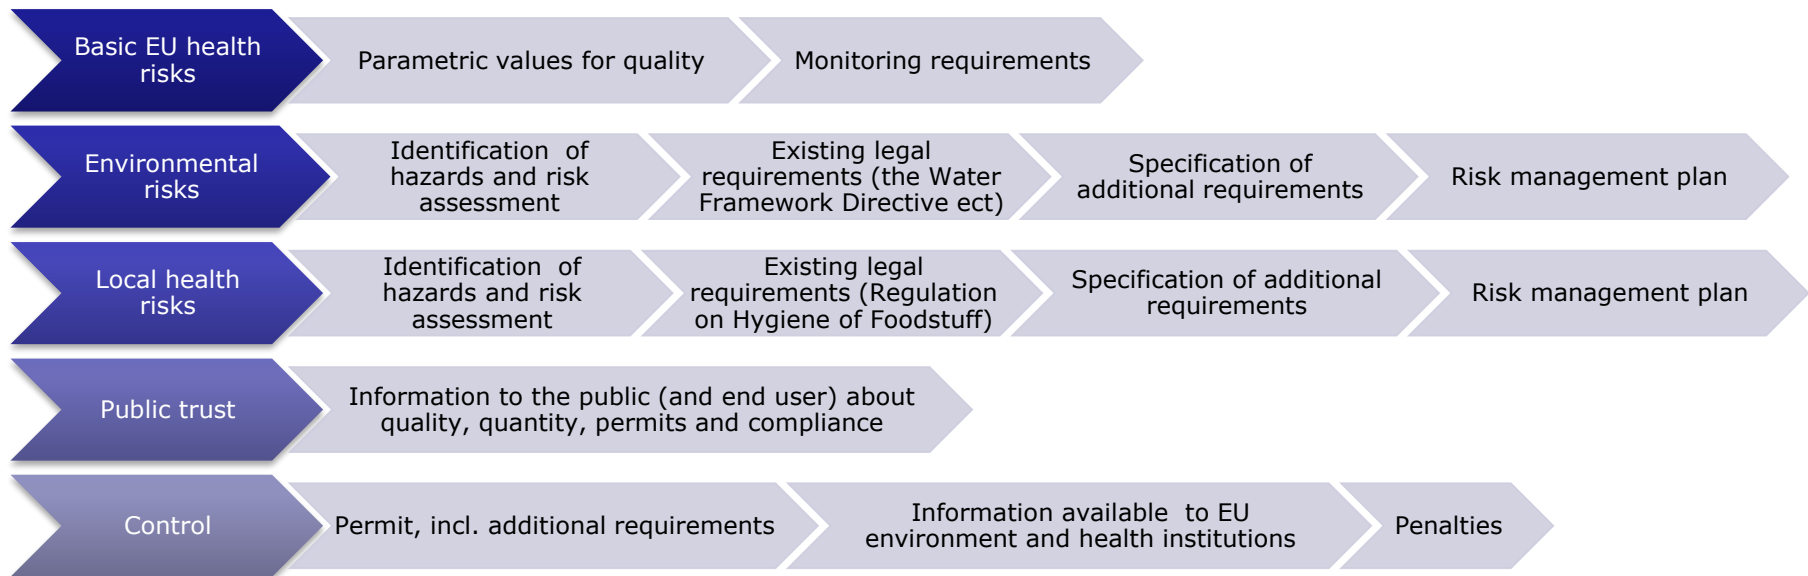 Basic EU health
risks
Parametric values for quality
Monitoring requirements
Environmental
risks
Identification of
hazards and risk
assessment
Existing legal
requirements (the Water
Framework Directive ect)
Specification of
additional requirements
Risk management plan
Local health
risks
Identification of
hazards and risk
assessment
Existing legal
requirements (Regulation
on Hygiene of Foodstuff)
Specification of additional
requirements
Risk management plan
Public trust
Information to the public (and end user) about
quality, quantity, permits and compliance
Control
Permit, incl. additional requirements
Information available to EU
environment and health institutions
Penalties